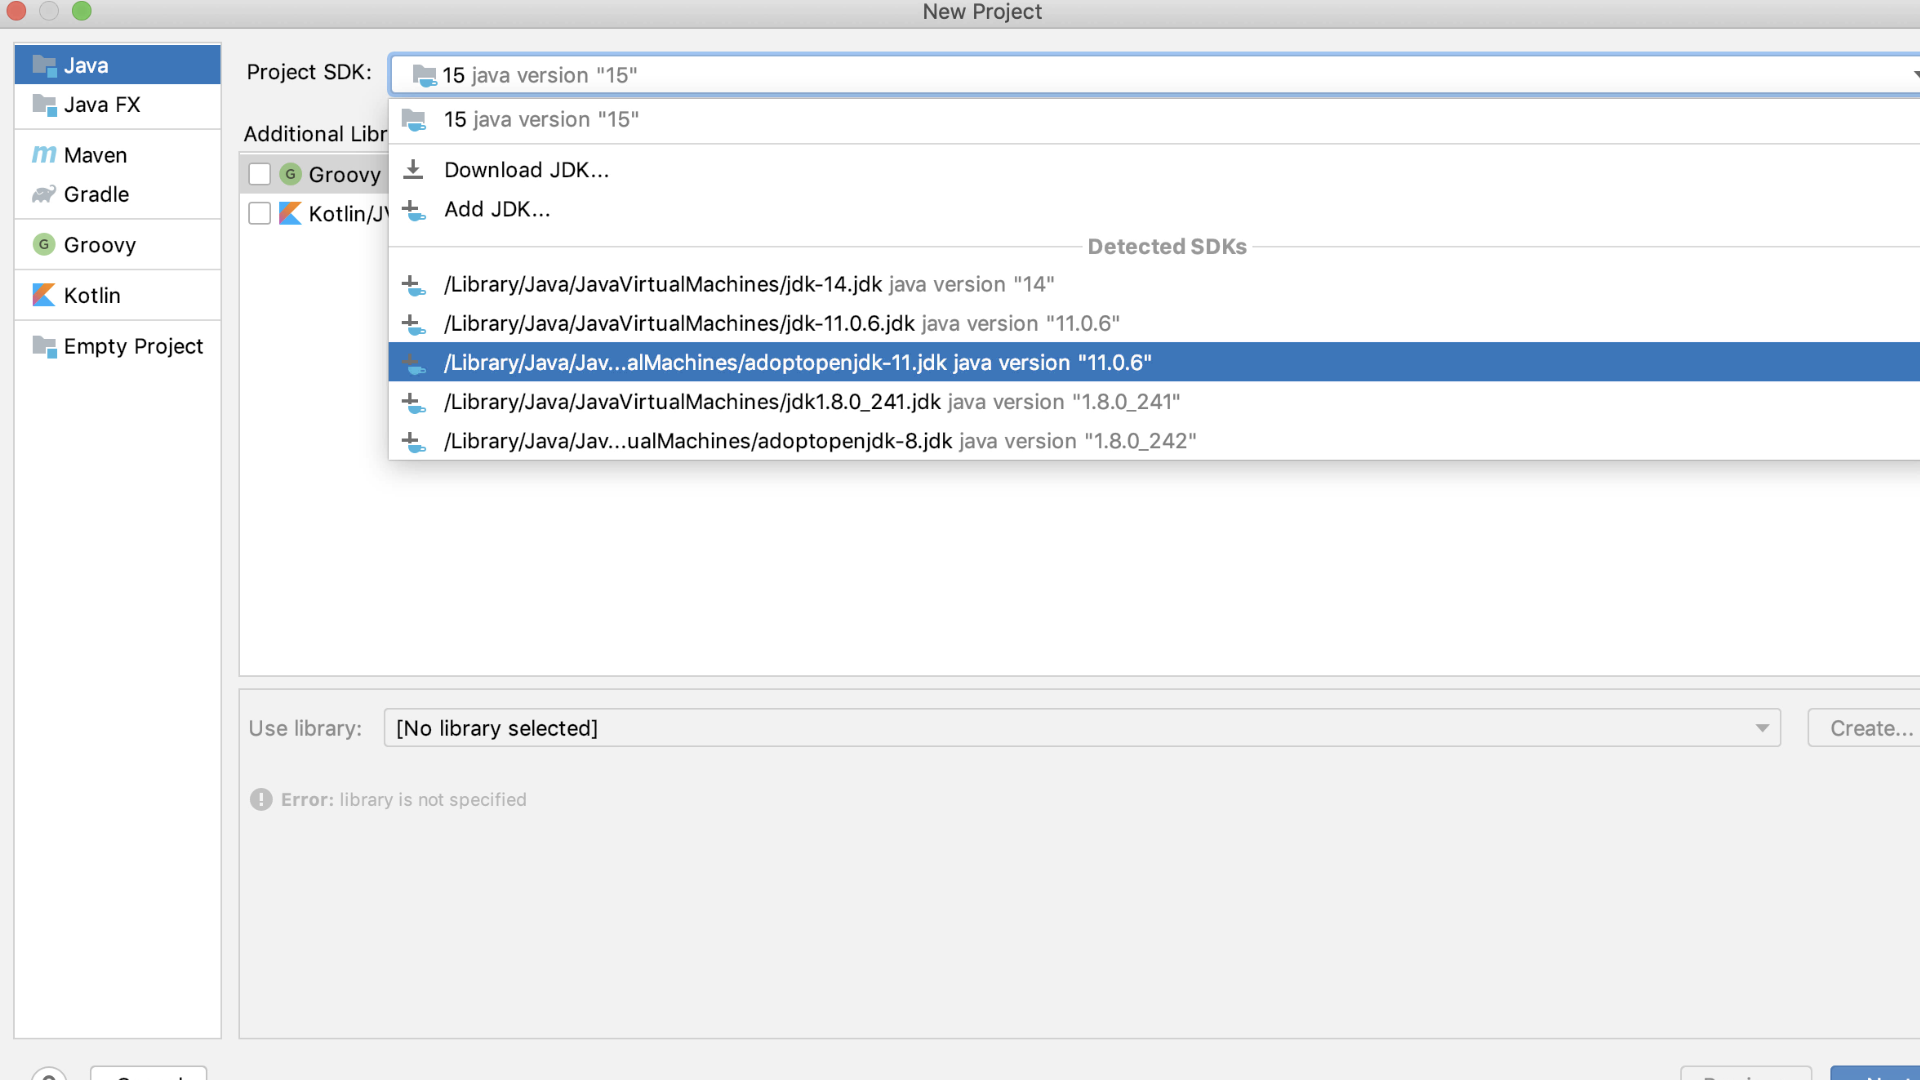 New Project
Java
Java FX
Maven
Gradle
Groovy
Kotlin
Empty Project
Project SDK: 15 java version "15"
15 java version "15"
Additional Libr
Groovy
Kotlin/J
Download JDK...
Add JDK...
Detected SDKs
/Library/Java/JavaVirtualMachines/jdk-14.jdk java version "14"
/Library/Java/JavaVirtualMachines/jdk-11.0.6.jdk java version "11.0.6"
/Library/Java/Jav...alMachines/adoptopenjdk-11.jdk java version "11.0.6"
/Library/Java/JavaVirtualMachines/jdk1.8.0_241.jdk java version "1.8.0_241"
/Library/Java/Jav...ualMachines/adoptopenjdk-8.jdk java version "1.8.0_242"
Use library: [No library selected] Create...
Error: library is not specified